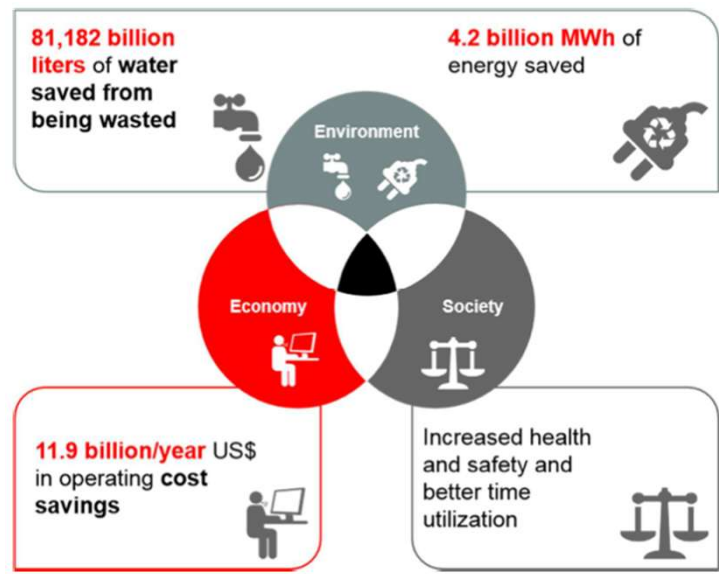 81,182 billion
liters of water
saved from
being wasted
4.2 billion MWh of
energy saved
Environment
Economy
Society
11.9 billion/year US$
in operating cost
savings
Increased health
and safety and
better time
utilization